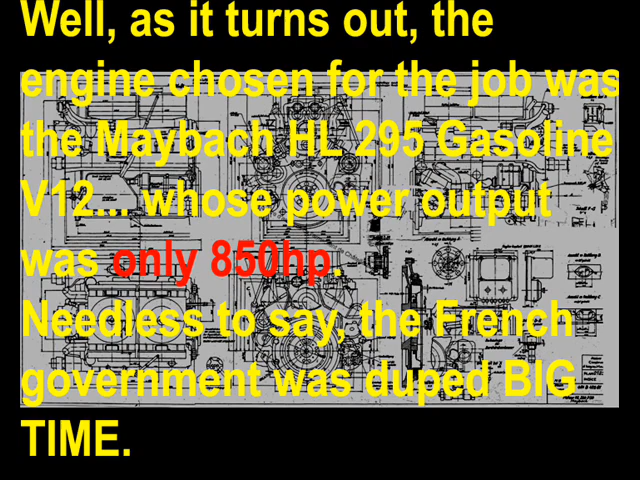 Well, as it turns out, the
engine chosen for the job was
the Maybach HL 295 Gasoline
V12... whose power output
was only 850hp.
Needless to say, the French
government was duped BIG
TIME.